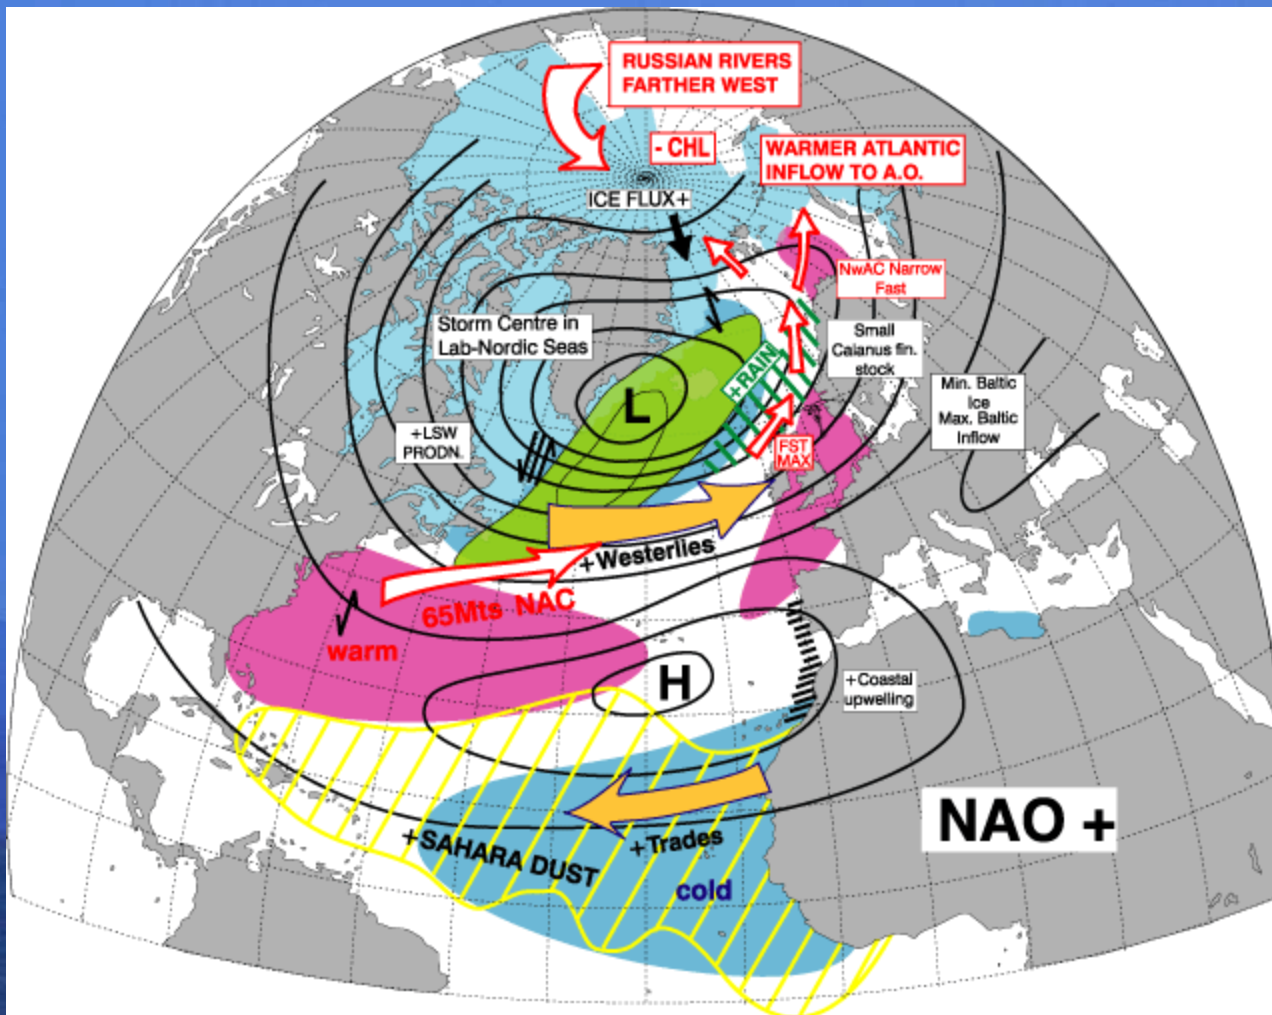 RUSSIAN RIVERS
FARTHER WEST
- CHL
WARMER ATLANTIC
INFLOW TO A.O.
ICE FLUX+
NwAC Narrow
Fast
Storm Centre in
Lab-Nordic Seas
Small
Calanus fin.
stock
+RAIN
Min. Baltic
Ice
Max. Baltic
Inflow
L
+LSW
PRODN.
FST
MAX
+Westerlies
65Mts NAC
warm
H
+Coastal
upwelling
NAO +
+SAHARA DUST
+Trades
cold